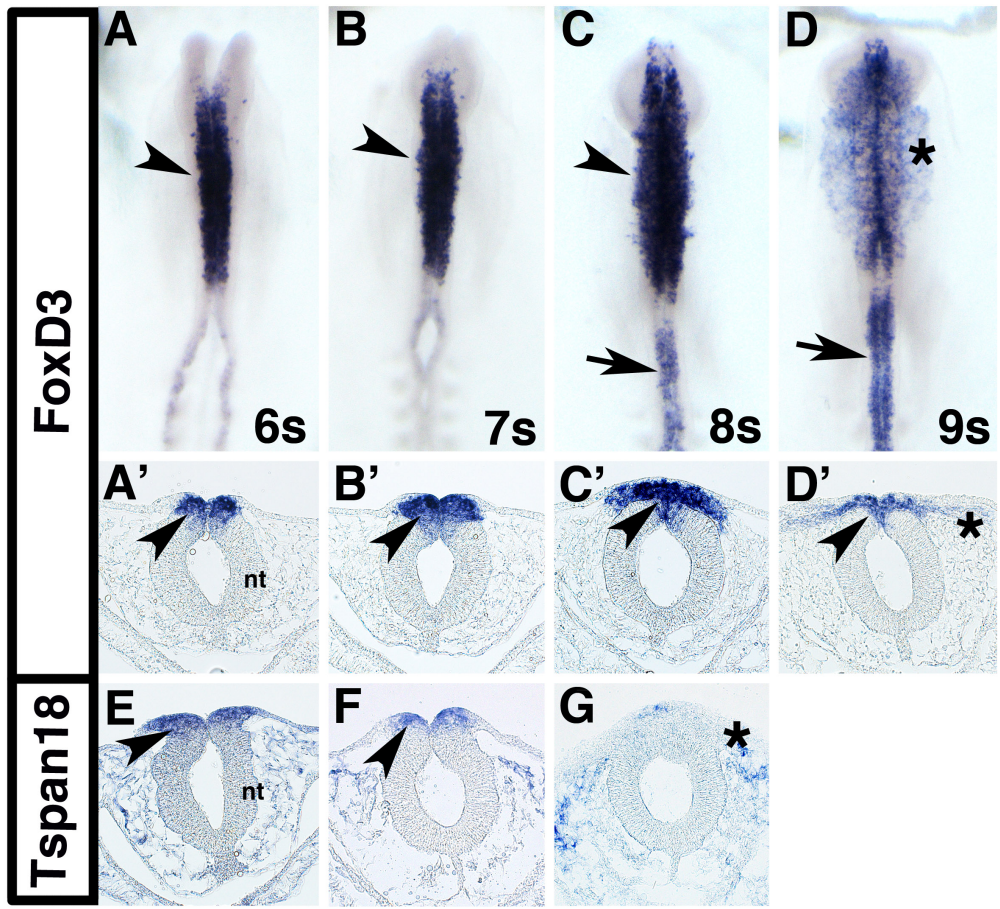 FoxD3
A
B
C
D
6s
7s
8s
9s
*
A’
B’
C’
D’
nt
*
Tspan18
E
F
G
nt
*